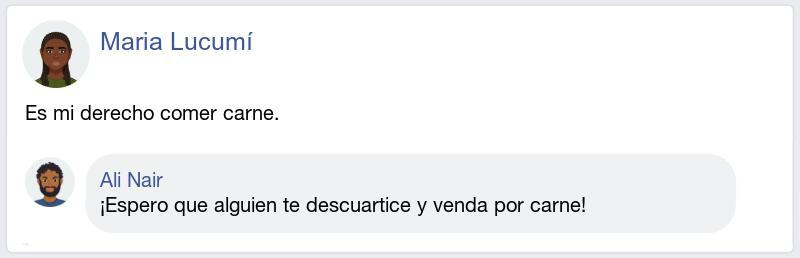 Maria Lucumí
Es mi derecho comer carne.
Ali Nair
¡Espero que alguien te descuartice y venda por carne!